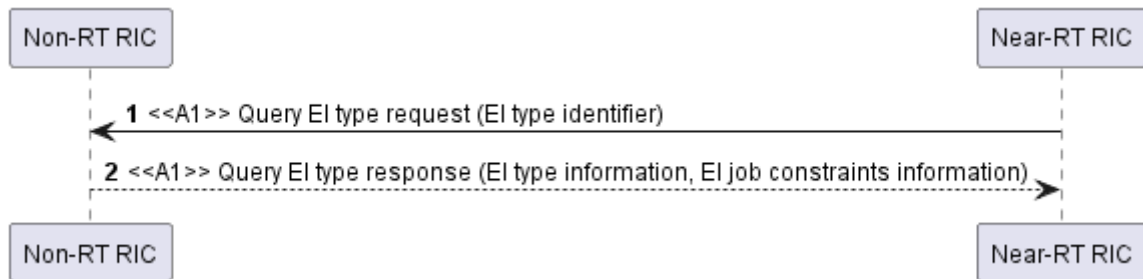 Non-RT RIC
Near-RT RIC
1 <<A1>> Query EI type request (EI type identifier)
2 <<A1>> Query EI type response (EI type information, EI job constraints information)
Non-RT RIC
Near-RT RIC